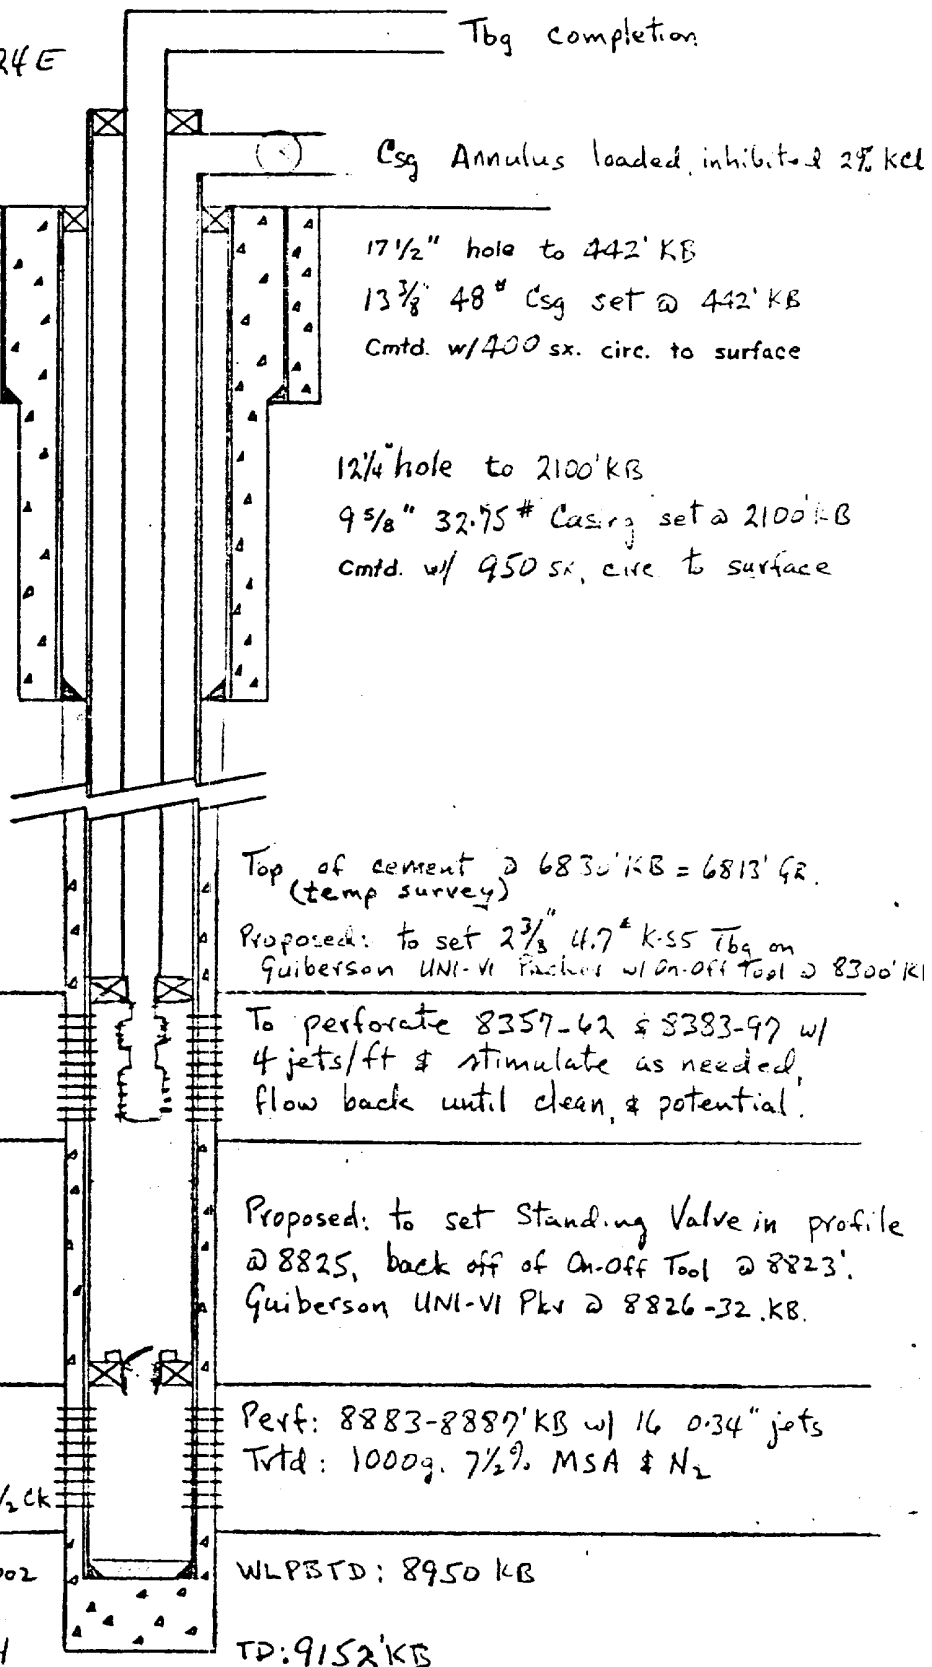 Tbg completion
24E
Csg Annulus loaded, inhibited 2% KCl
17 1/2" hole to 442' KB
13 3/8" 48# Csg set @ 442' KB
Cmtd. w/400 sx. circ. to surface
12 1/4" hole to 2100' KB
9 5/8" 32.75# Casing set @ 2100' KB
Cmtd. w/ 950 sx, circ to surface
Top of cement @ 6830' KB = 6813' GR.
(temp survey)
Proposed: to set 2 3/8" 4.7# K-55 Tbg on
Guiberson UNI-VI Packer w/ On-Off Tool @ 8300' KB
To perforate 8357-62 & 8383-97 w/
4 jets/ft & stimulate as needed,
flow back until clean, & potential.
Proposed: to set Standing Valve in profile
@ 8825, back off of On-Off Tool @ 8823'.
Guiberson UNI-VI Pkr @ 8826-32 KB.
Perf: 8883-8887' KB w/ 16 0.34" jets
Trtd: 1000g. 7 1/2% MSA & N2
1/2 Ck
002
WLPBTD: 8950 KB
TD: 9152' KB